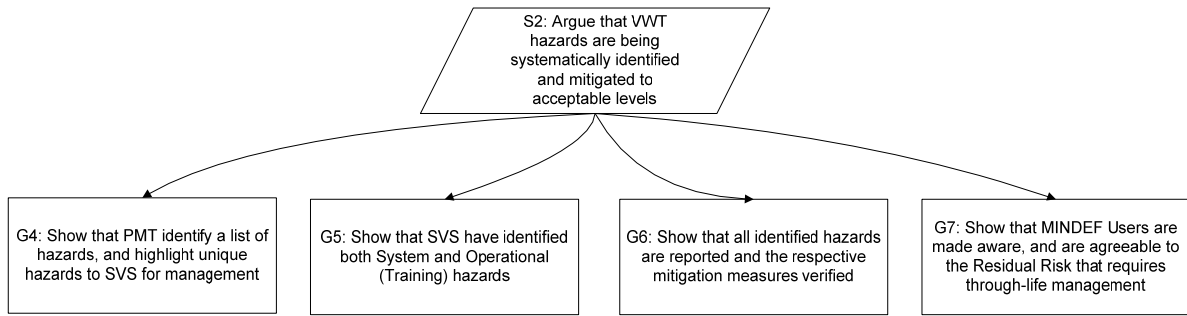 S2: Argue that VWT
hazards are being
systematically identified
and mitigated to
acceptable levels
G4: Show that PMT identify a list of
hazards, and highlight unique
hazards to SVS for management
G5: Show that SVS have identified
both System and Operational
(Training) hazards
G6: Show that all identified hazards
are reported and the respective
mitigation measures verified
G7: Show that MINDEF Users are
made aware, and are agreeable to
the Residual Risk that requires
through-life management